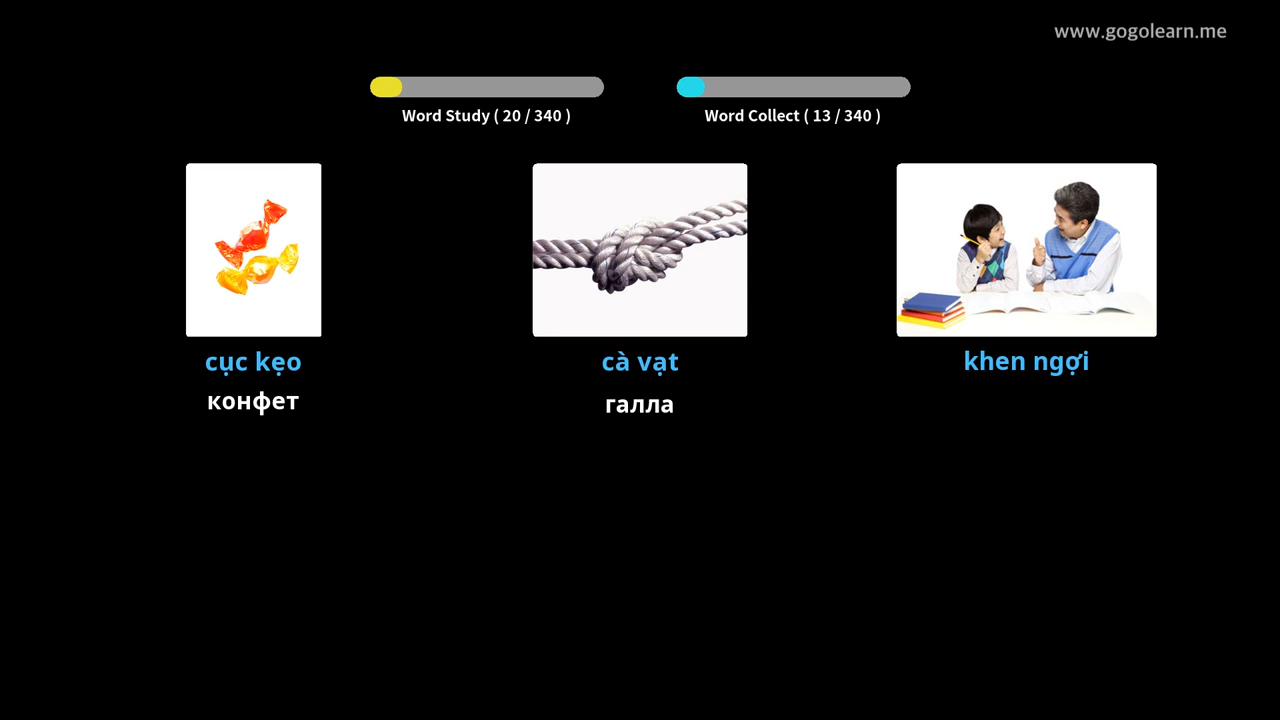 www.gogolearn.me
Word Study ( 20 / 340 )
Word Collect ( 13 / 340 )
cục kẹo
конфет
cà vạt
галла
khen ngợi